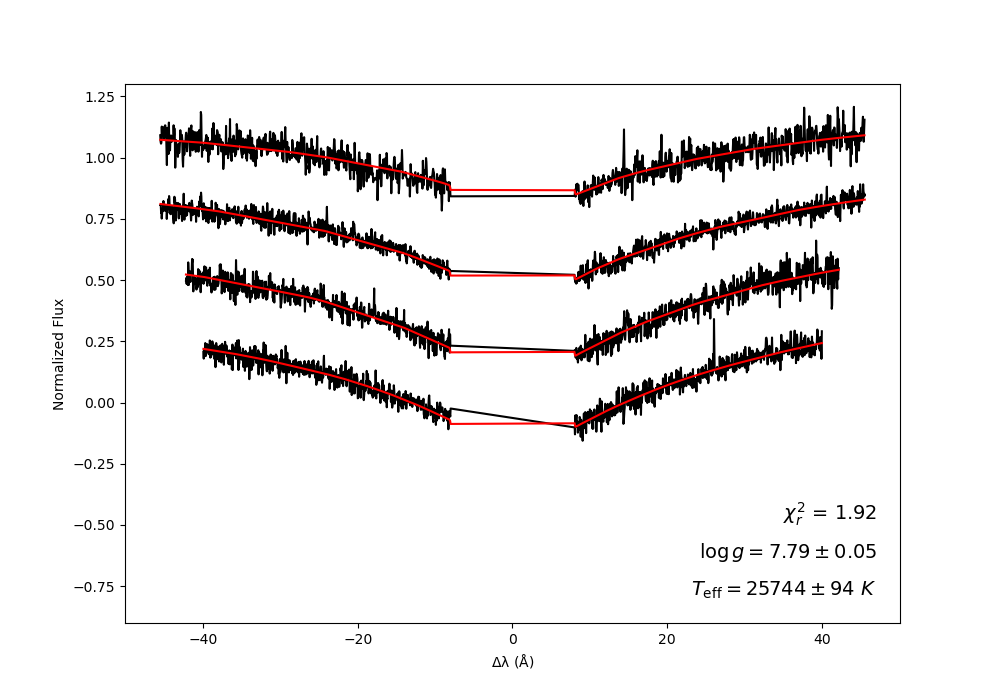 1.25
1.00
0.75
0.50
0.25
0.00
−0.25
−0.50
−0.75
Normalized Flux
χ²ᵣ = 1.92
log g = 7.79 ± 0.05
T_eff = 25744 ± 94 K
−40
−20
0
20
40
Δλ (Å)